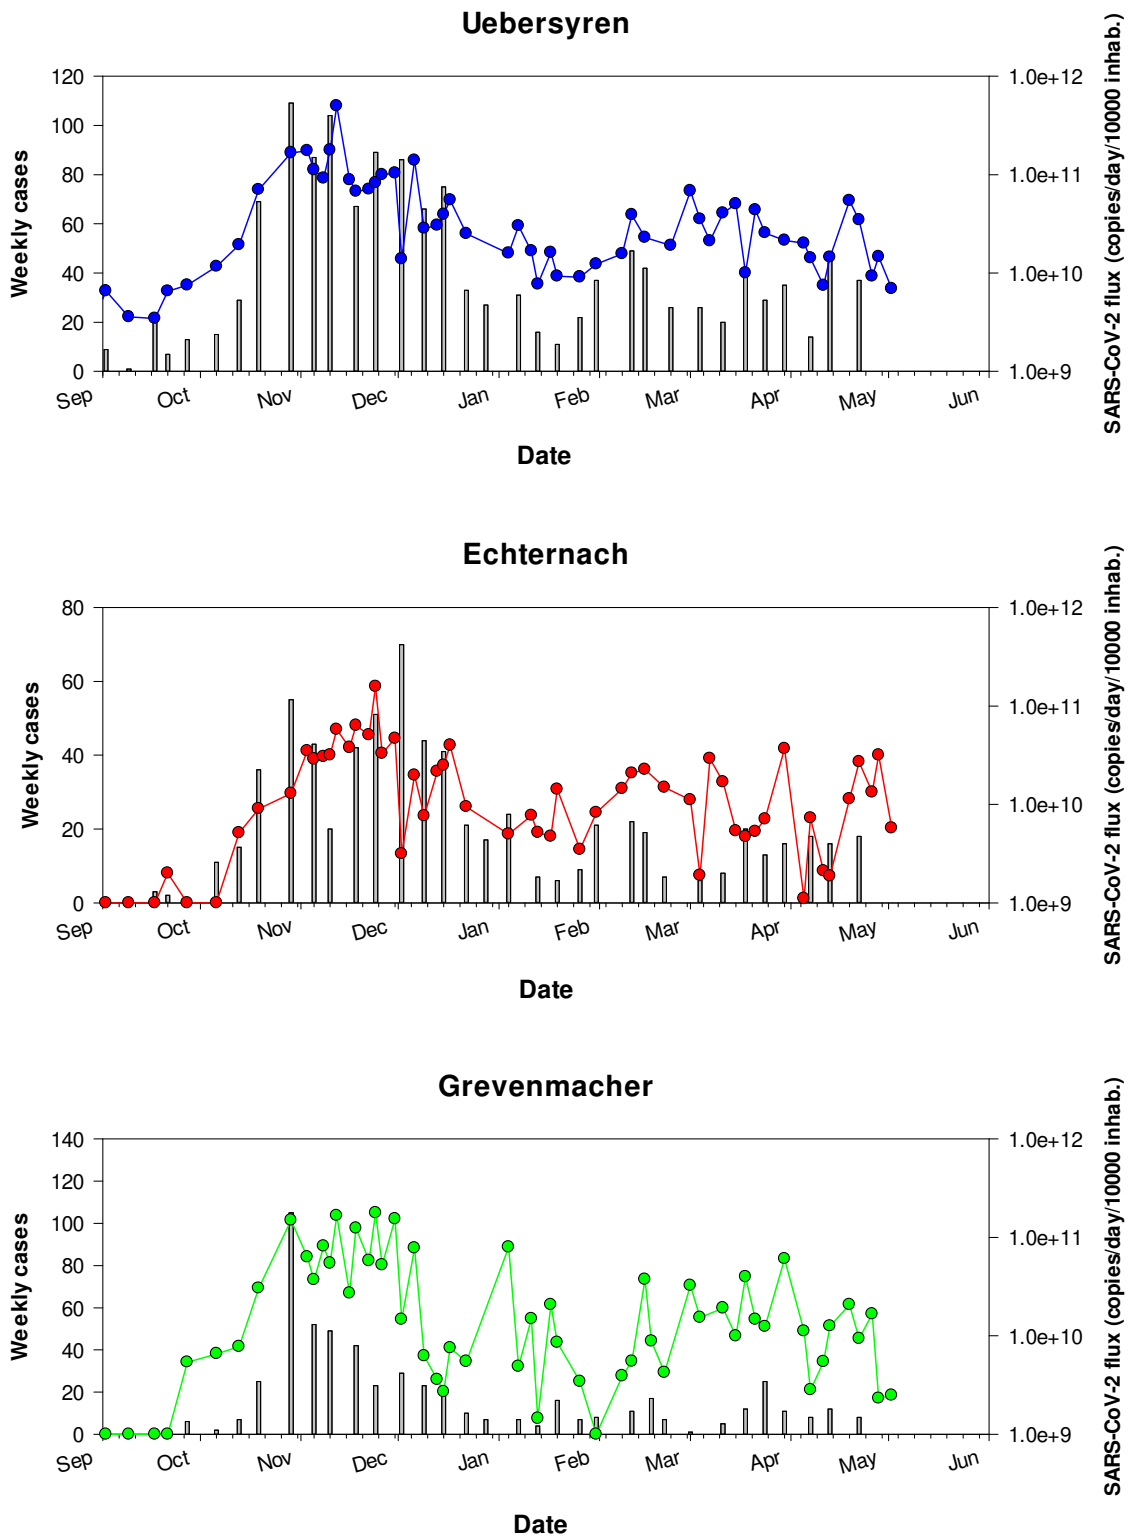 Uebersyren
120
100
80
60
40
20
0
Weekly cases
1.0e+12
1.0e+11
1.0e+10
1.0e+9
SARS-CoV-2 flux (copies/day/10000 inhab.)
Sep Oct Nov Dec Jan Feb Mar Apr May Jun
Date
Echternach
80
60
40
20
0
Weekly cases
1.0e+12
1.0e+11
1.0e+10
1.0e+9
SARS-CoV-2 flux (copies/day/10000 inhab.)
Sep Oct Nov Dec Jan Feb Mar Apr May Jun
Date
Grevenmacher
140
120
100
80
60
40
20
0
Weekly cases
1.0e+12
1.0e+11
1.0e+10
1.0e+9
SARS-CoV-2 flux (copies/day/10000 inhab.)
Sep Oct Nov Dec Jan Feb Mar Apr May Jun
Date